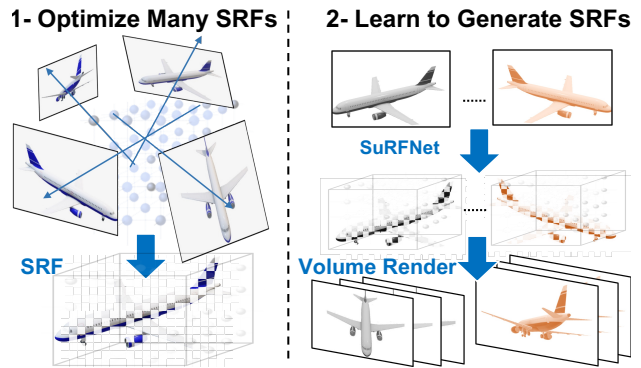 1- Optimize Many SRFs
SRF
2- Learn to Generate SRFs
......
SuRFNet
......
Volume Render